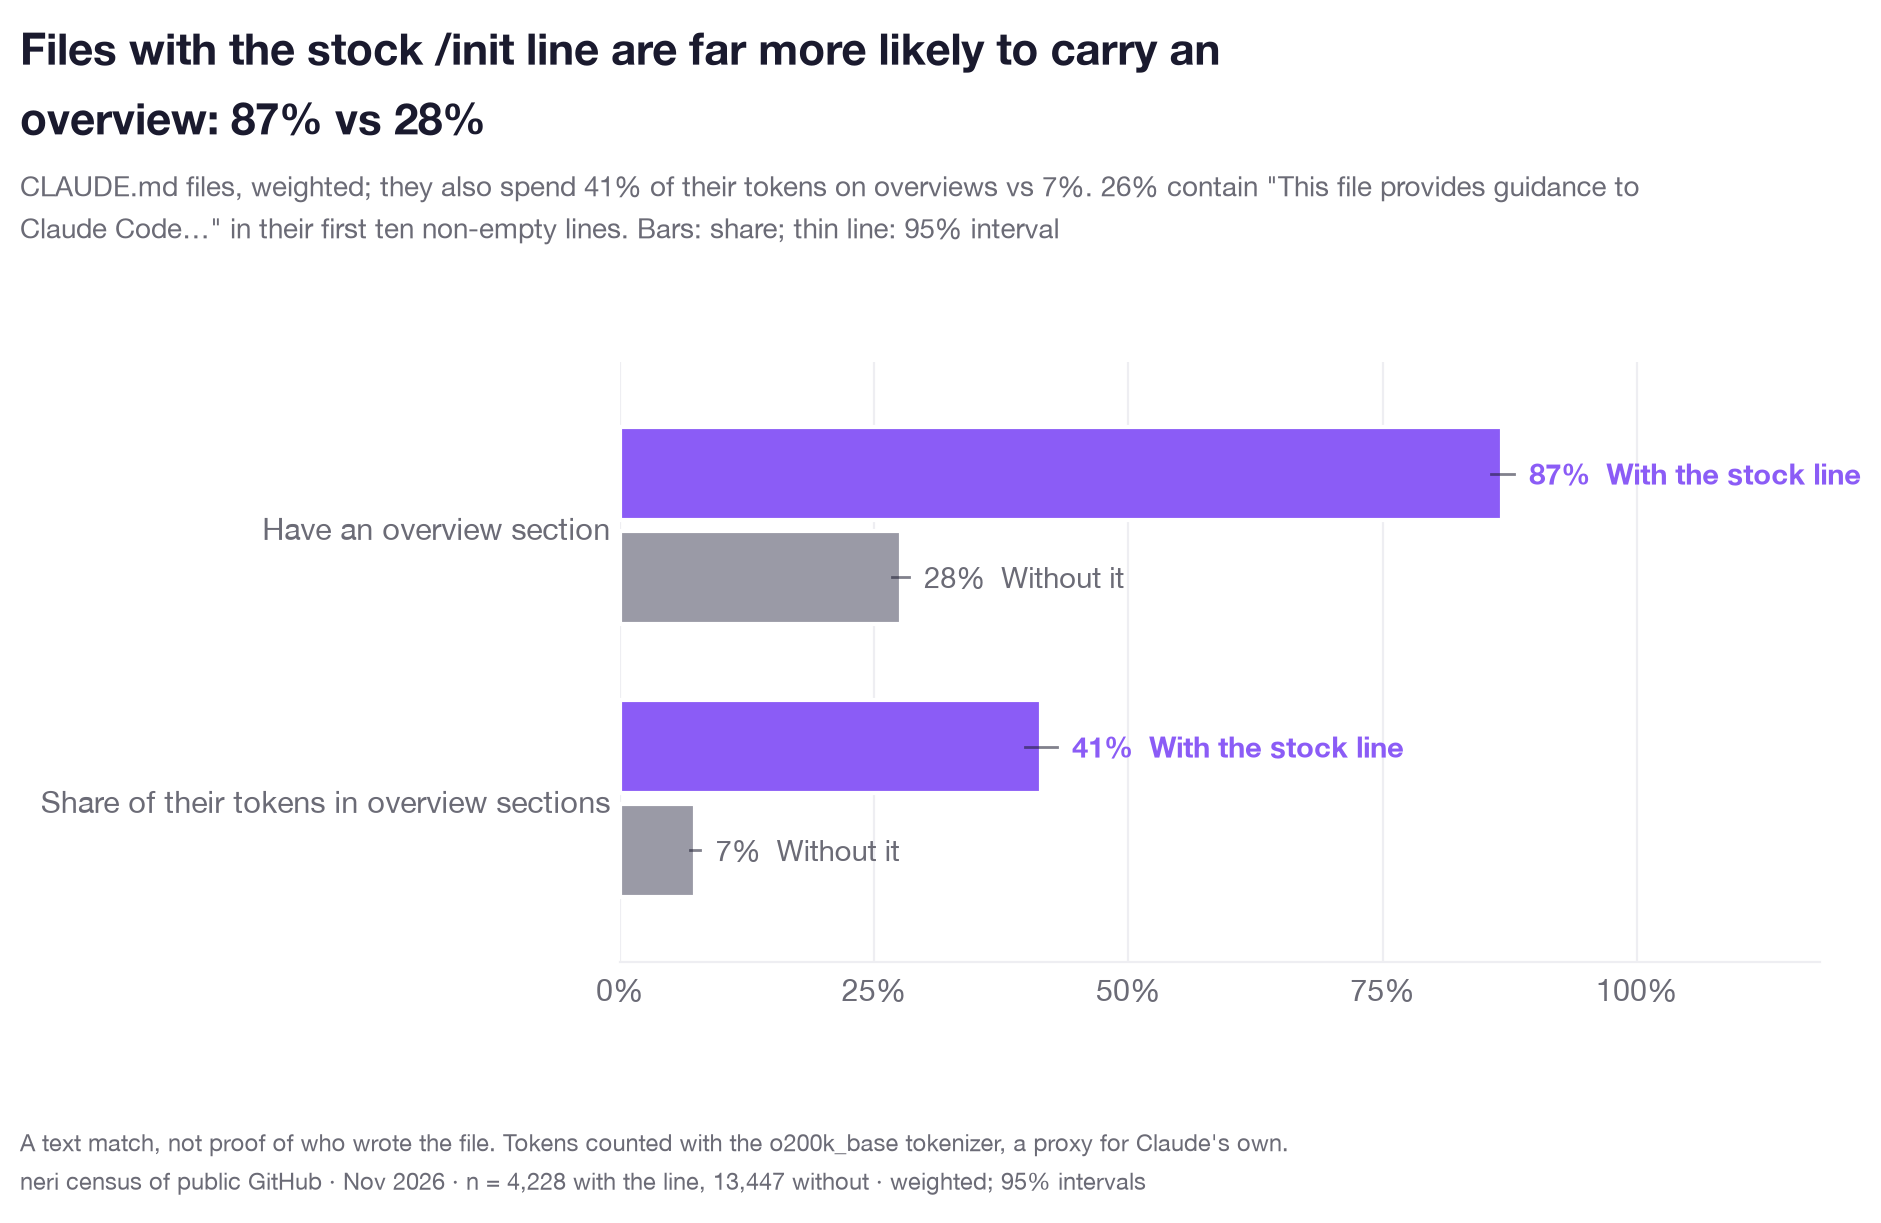 Files with the stock /init line are far more likely to carry an
overview: 87% vs 28%
CLAUDE.md files, weighted; they also spend 41% of their tokens on overviews vs 7%. 26% contain "This file provides guidance to
Claude Code…" in their first ten non-empty lines. Bars: share; thin line: 95% interval
87% With the stock line
Have an overview section
28% Without it
41% With the stock line
Share of their tokens in overview sections
7% Without it
0% 25% 50% 75% 100%
A text match, not proof of who wrote the file. Tokens counted with the o200k_base tokenizer, a proxy for Claude's own.
neri census of public GitHub · Nov 2026 · n = 4,228 with the line, 13,447 without · weighted; 95% intervals